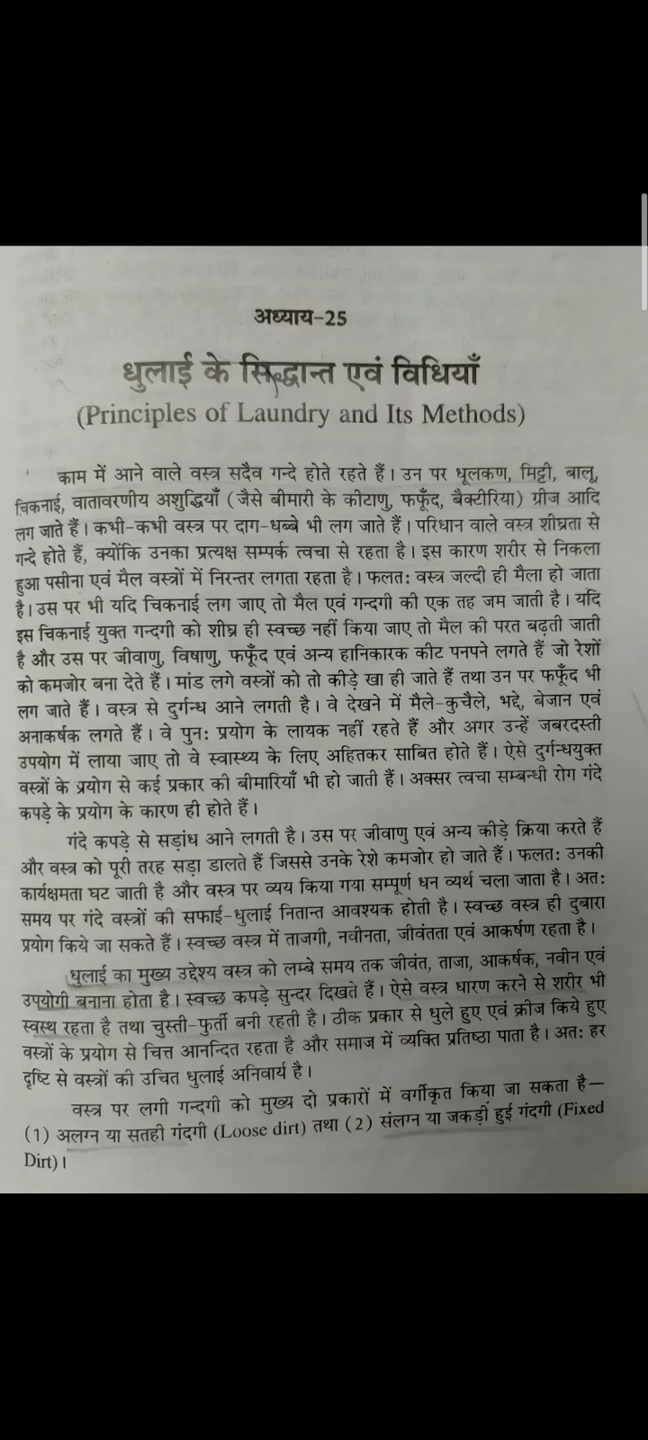 अध्याय-25
धुलाई के सिद्धान्त एवं विधियाँ
(Principles of Laundry and Its Methods)
काम में आने वाले वस्त्र सदैव गन्दे होते रहते हैं। उन पर धूलकण, मिट्टी, बालू,
चिकनाई, वातावरणीय अशुद्धियाँ (जैसे बीमारी के कीटाणु, फफूँद, बैक्टीरिया) ग्रीज आदि
लग जाते हैं। कभी-कभी वस्त्र पर दाग-धब्बे भी लग जाते हैं। परिधान वाले वस्त्र शीघ्रता से
गन्दे होते हैं, क्योंकि उनका प्रत्यक्ष सम्पर्क त्वचा से रहता है। इस कारण शरीर से निकला
हुआ पसीना एवं मैल वस्त्रों में निरन्तर लगता रहता है। फलतः वस्त्र जल्दी ही मैला हो जाता
है। उस पर भी यदि चिकनाई लग जाए तो मैल एवं गन्दगी की एक तह जम जाती है। यदि
इस चिकनाई युक्त गन्दगी को शीघ्र ही स्वच्छ नहीं किया जाए तो मैल की परत बढ़ती जाती
है और उस पर जीवाणु, विषाणु, फफूँद एवं अन्य हानिकारक कीट पनपने लगते हैं जो रेशों
को कमजोर बना देते हैं। मांड लगे वस्त्रों को तो कीड़े खा ही जाते हैं तथा उन पर फफूँद भी
लग जाते हैं। वस्त्र से दुर्गन्ध आने लगती है। वे देखने में मैले-कुचैले, भद्दे, बेजान एवं
अनाकर्षक लगते हैं। वे पुनः प्रयोग के लायक नहीं रहते हैं और अगर उन्हें जबरदस्ती
उपयोग में लाया जाए तो वे स्वास्थ्य के लिए अहितकर साबित होते हैं। ऐसे दुर्गन्धयुक्त
वस्त्रों के प्रयोग से कई प्रकार की बीमारियाँ भी हो जाती हैं। अक्सर त्वचा सम्बन्धी रोग गंदे
कपड़े के प्रयोग के कारण ही होते हैं।
गंदे कपड़े से सड़ांध आने लगती है। उस पर जीवाणु एवं अन्य कीड़े क्रिया करते हैं
और वस्त्र को पूरी तरह सड़ा डालते हैं जिससे उनके रेशे कमजोर हो जाते हैं। फलतः उनकी
कार्यक्षमता घट जाती है और वस्त्र पर व्यय किया गया सम्पूर्ण धन व्यर्थ चला जाता है। अतः
समय पर गंदे वस्त्रों की सफाई-धुलाई नितान्त आवश्यक होती है। स्वच्छ वस्त्र ही दुबारा
प्रयोग किये जा सकते हैं। स्वच्छ वस्त्र में ताजगी, नवीनता, जीवंतता एवं आकर्षण रहता है।
धुलाई का मुख्य उद्देश्य वस्त्र को लम्बे समय तक जीवंत, ताजा, आकर्षक, नवीन एवं
उपयोगी बनाना होता है। स्वच्छ कपड़े सुन्दर दिखते हैं। ऐसे वस्त्र धारण करने से शरीर भी
स्वस्थ रहता है तथा चुस्ती-फुर्ती बनी रहती है। ठीक प्रकार से धुले हुए एवं क्रीज किये हुए
वस्त्रों के प्रयोग से चित्त आनन्दित रहता है और समाज में व्यक्ति प्रतिष्ठा पाता है। अतः हर
दृष्टि से वस्त्रों की उचित धुलाई अनिवार्य है।
वस्त्र पर लगी गन्दगी को मुख्य दो प्रकारों में वर्गीकृत किया जा सकता है—
(1) अलग्न या सतही गंदगी (Loose dirt) तथा (2) संलग्न या जकड़ी हुई गंदगी (Fixed
Dirt)।